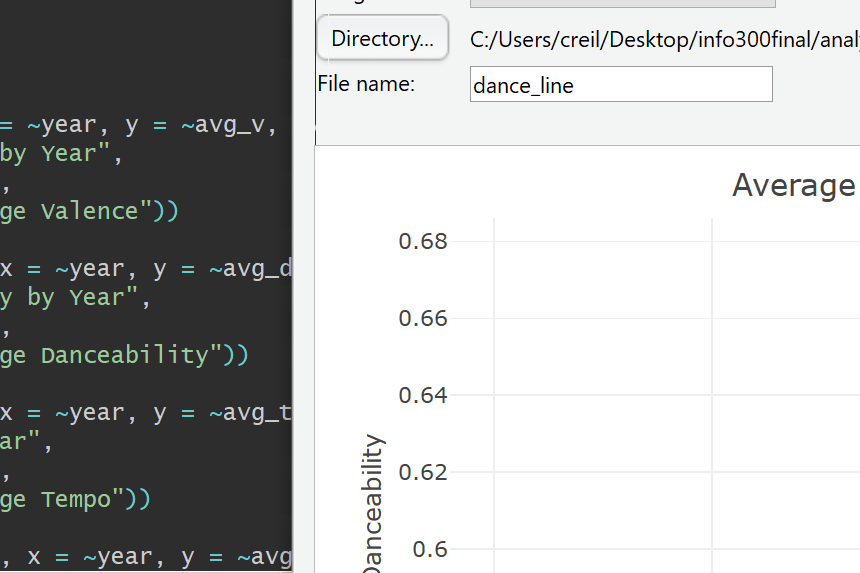 = ~year, y = ~avg_v,
by Year",
,
ge Valence"))
x = ~year, y = ~avg_d
y by Year",
,
ge Danceability"))
x = ~year, y = ~avg_t
ar",
,
ge Tempo"))
, x = ~year, y = ~avg
Directory...
C:/Users/creil/Desktop/info300final/analy
File name:
dance_line
Average
0.68
0.66
0.64
0.62
0.6
Danceability